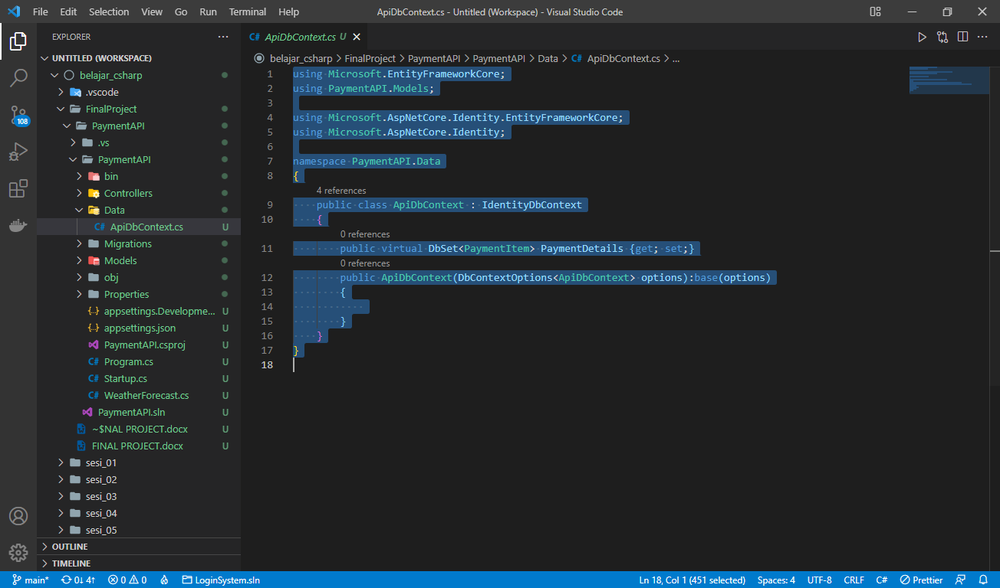 File Edit Selection View Go Run Terminal Help
ApiDbContext.cs - Untitled (Workspace) - Visual Studio Code
EXPLORER
UNTITLED (WORKSPACE)
belajar_csharp
.vscode
FinalProject
PaymentAPI
.vs
PaymentAPI
bin
Controllers
Data
ApiDbContext.cs U
Migrations
Models
obj
Properties
{..} appsettings.Developme... U
{..} appsettings.json U
PaymentAPI.csproj U
C# Program.cs U
C# Startup.cs U
C# WeatherForecast.cs U
PaymentAPI.sln U
~$NAL PROJECT.docx U
FINAL PROJECT.docx U
sesi_01
sesi_02
sesi_03
sesi_04
sesi_05
OUTLINE
TIMELINE
108
C# ApiDbContext.cs U
belajar_csharp > FinalProject > PaymentAPI > PaymentAPI > Data > C# ApiDbContext.cs > ...
1 using Microsoft.EntityFrameworkCore;
2 using PaymentAPI.Models;
3
4 using Microsoft.AspNetCore.Identity.EntityFrameworkCore;
5 using Microsoft.AspNetCore.Identity;
6
7 namespace PaymentAPI.Data
8 {
4 references
9 public class ApiDbContext : IdentityDbContext
10 {
0 references
11 public virtual DbSet<PaymentItem> PaymentDetails {get; set;}
0 references
12 public ApiDbContext(DbContextOptions<ApiDbContext> options):base(options)
13 {
14
15 }
16 }
17 }
18
main* 0↓ 4↑ 0 0 LoginSystem.sln
Ln 18, Col 1 (451 selected) Spaces: 4 UTF-8 CRLF C# Prettier